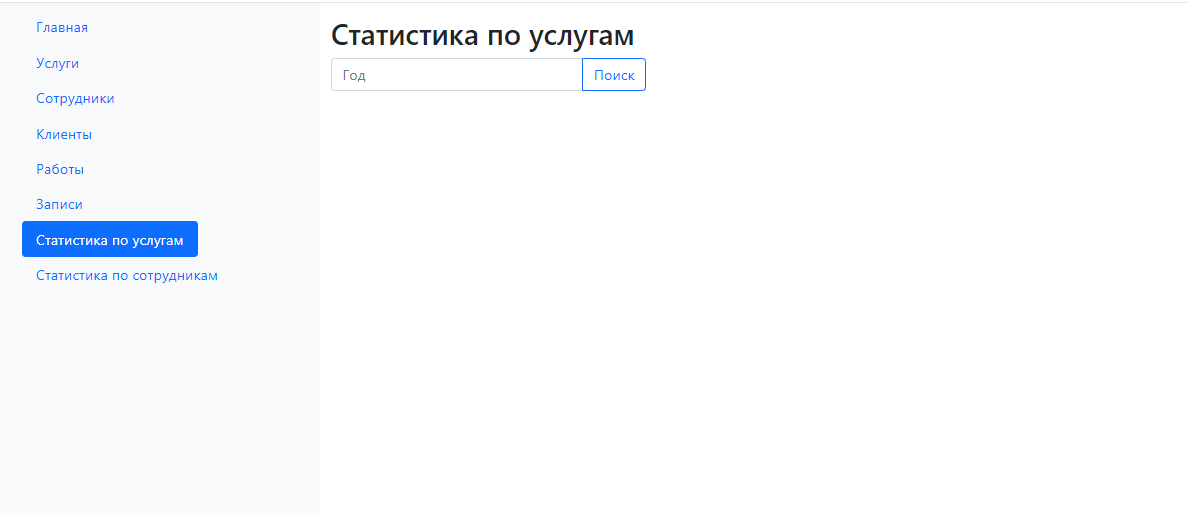 Главная
Услуги
Сотрудники
Клиенты
Работы
Записи
Статистика по услугам
Статистика по сотрудникам
Статистика по услугам
Год
Поиск